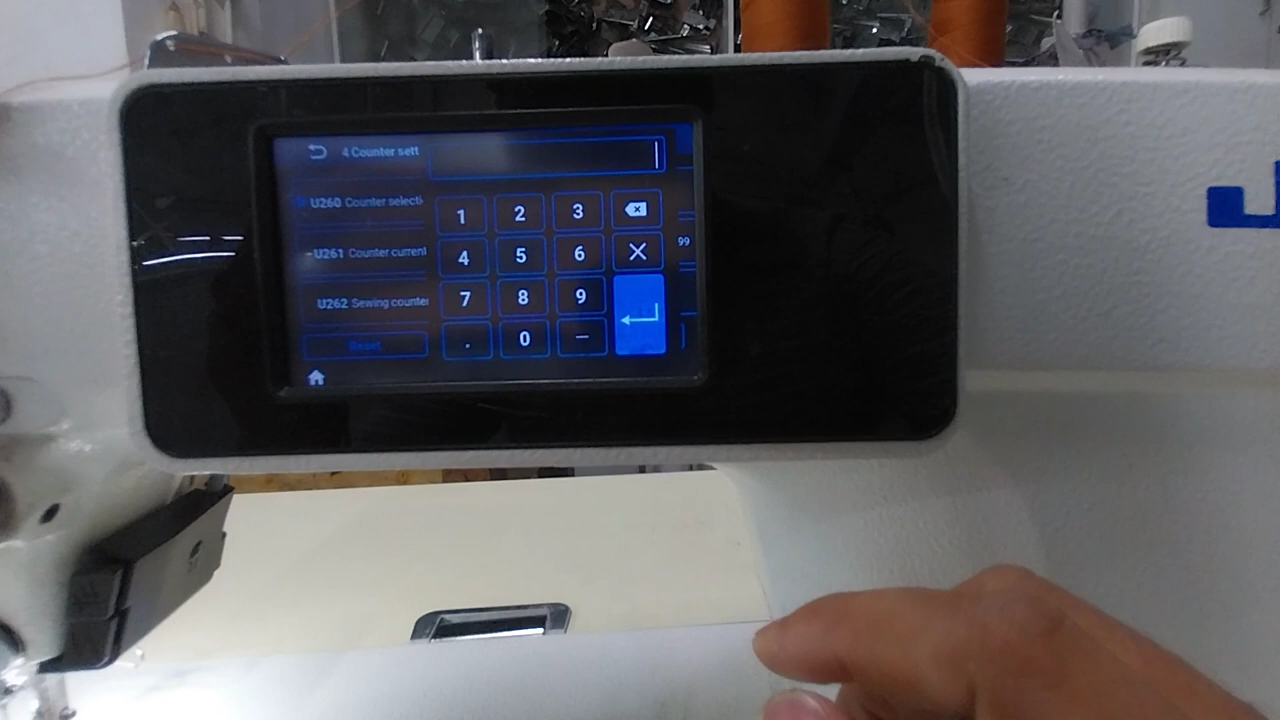 4 Counter sett
U260 Counter selecti
1 2 3
-U261 Counter current
99
4 5 6
U262 Sewing counter
7 8 9
Reset
. 0 -